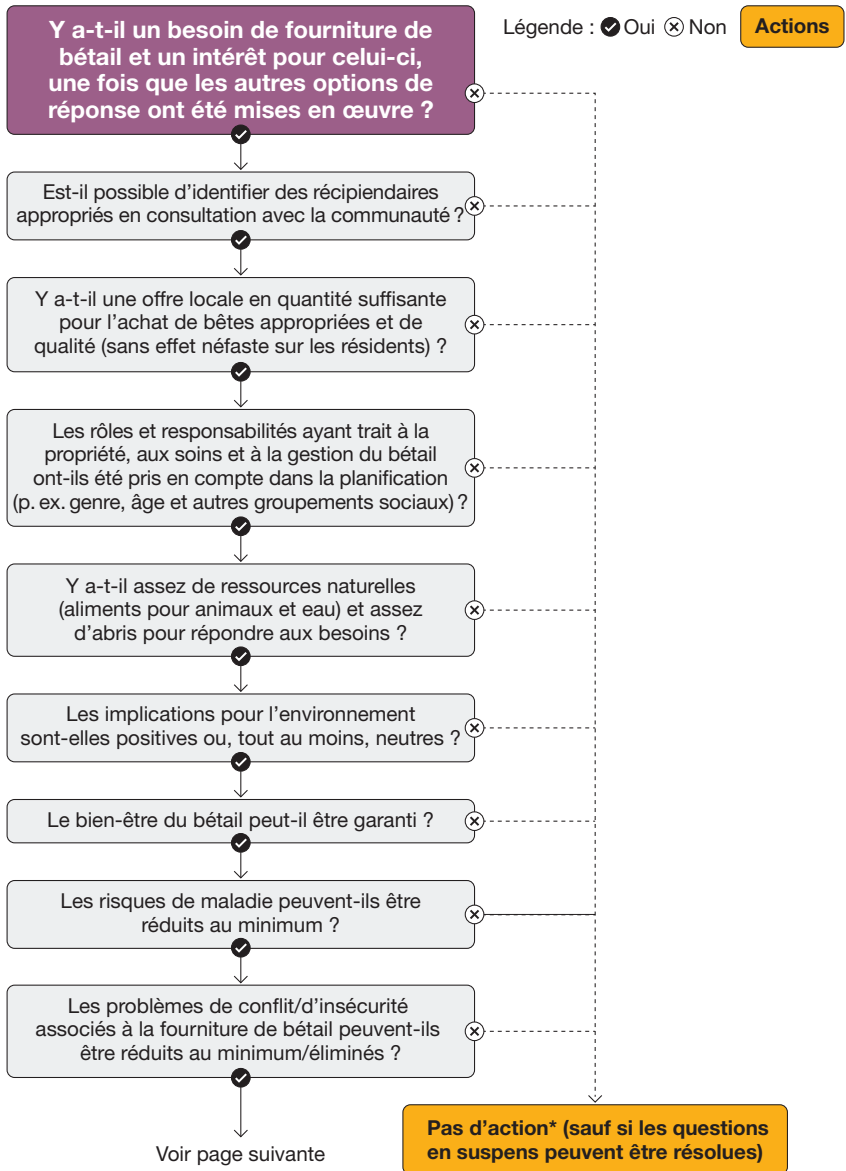 Y a-t-il un besoin de fourniture de
bétail et un intérêt pour celui-ci,
une fois que les autres options de
réponse ont été mises en œuvre ?
Légende : Oui Non Actions
Est-il possible d'identifier des récipiendaires
appropriés en consultation avec la communauté ?
Y a-t-il une offre locale en quantité suffisante
pour l'achat de bêtes appropriées et de
qualité (sans effet néfaste sur les résidents) ?
Les rôles et responsabilités ayant trait à la
propriété, aux soins et à la gestion du bétail
ont-ils été pris en compte dans la planification
(p. ex. genre, âge et autres groupements sociaux) ?
Y a-t-il assez de ressources naturelles
(aliments pour animaux et eau) et assez
d'abris pour répondre aux besoins ?
Les implications pour l'environnement
sont-elles positives ou, tout au moins, neutres ?
Le bien-être du bétail peut-il être garanti ?
Les risques de maladie peuvent-ils être
réduits au minimum ?
Les problèmes de conflit/d'insécurité
associés à la fourniture de bétail peuvent-ils
être réduits au minimum/éliminés ?
Voir page suivante
Pas d'action* (sauf si les questions
en suspens peuvent être résolues)